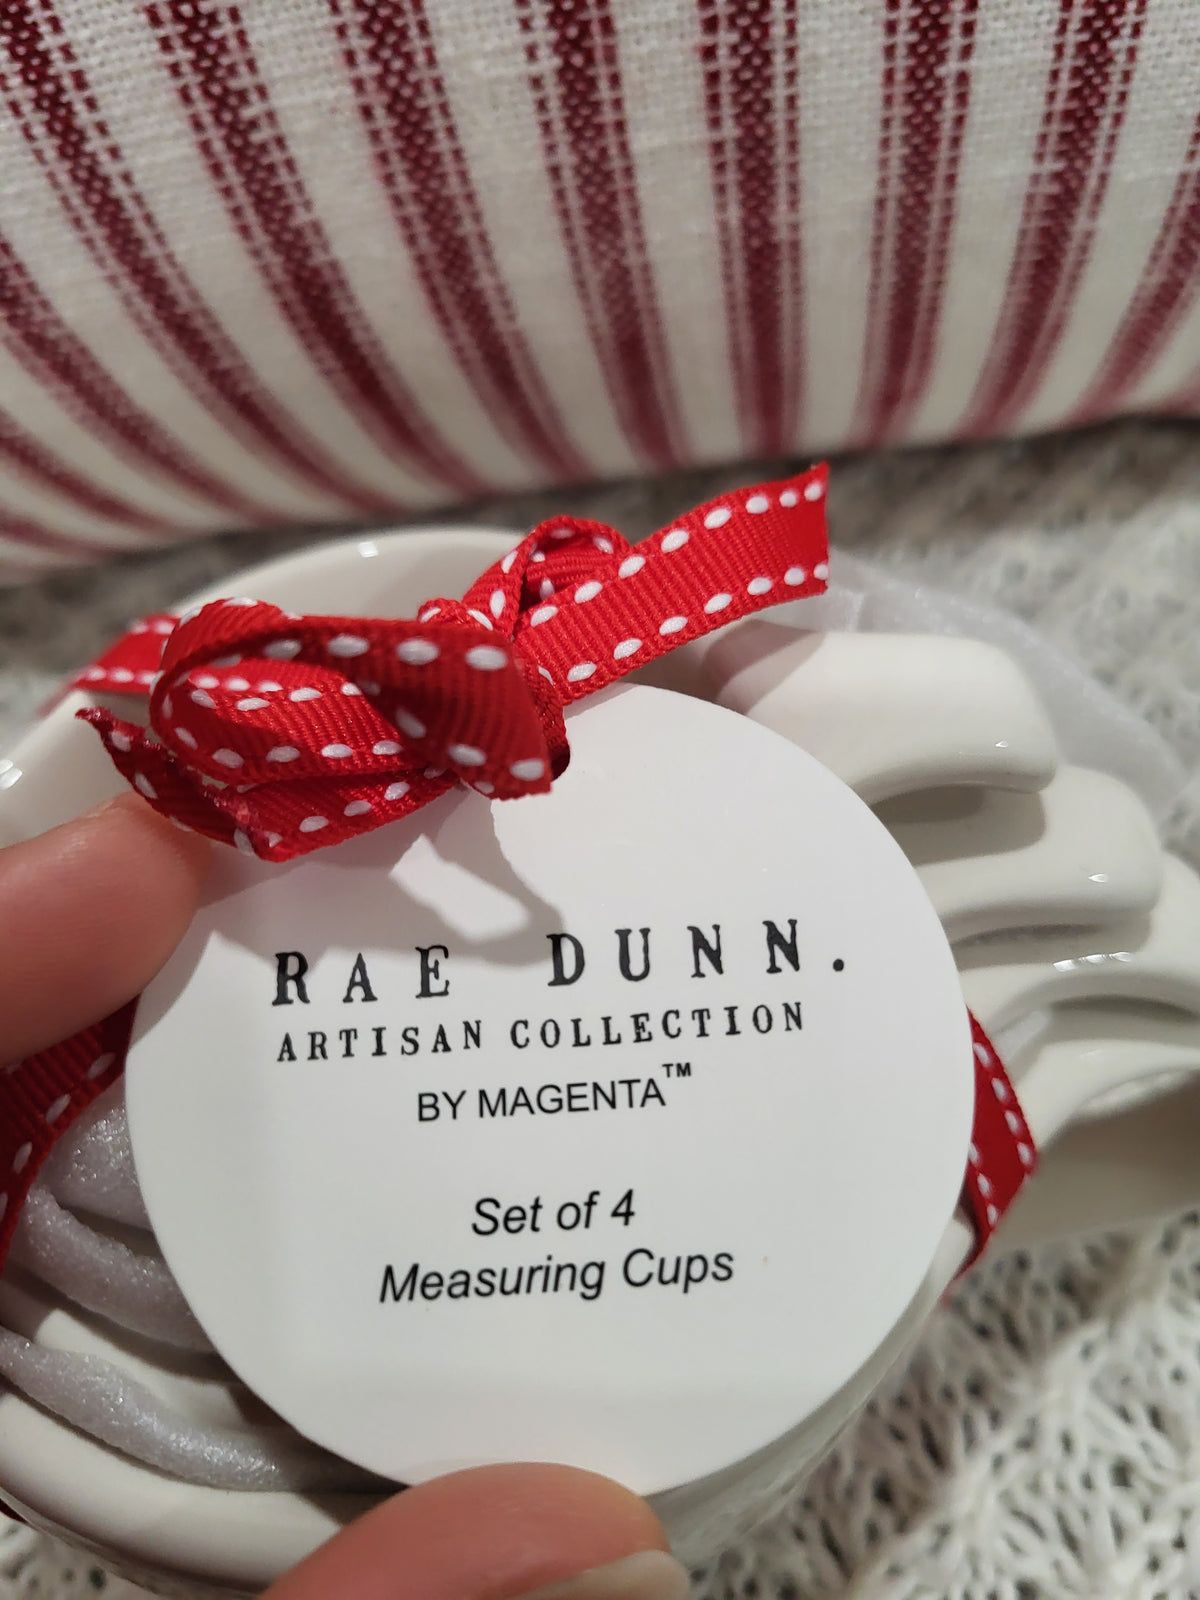 RAE DUNN.
ARTISAN COLLECTION
BY MAGENTA™
Set of 4
Measuring Cups